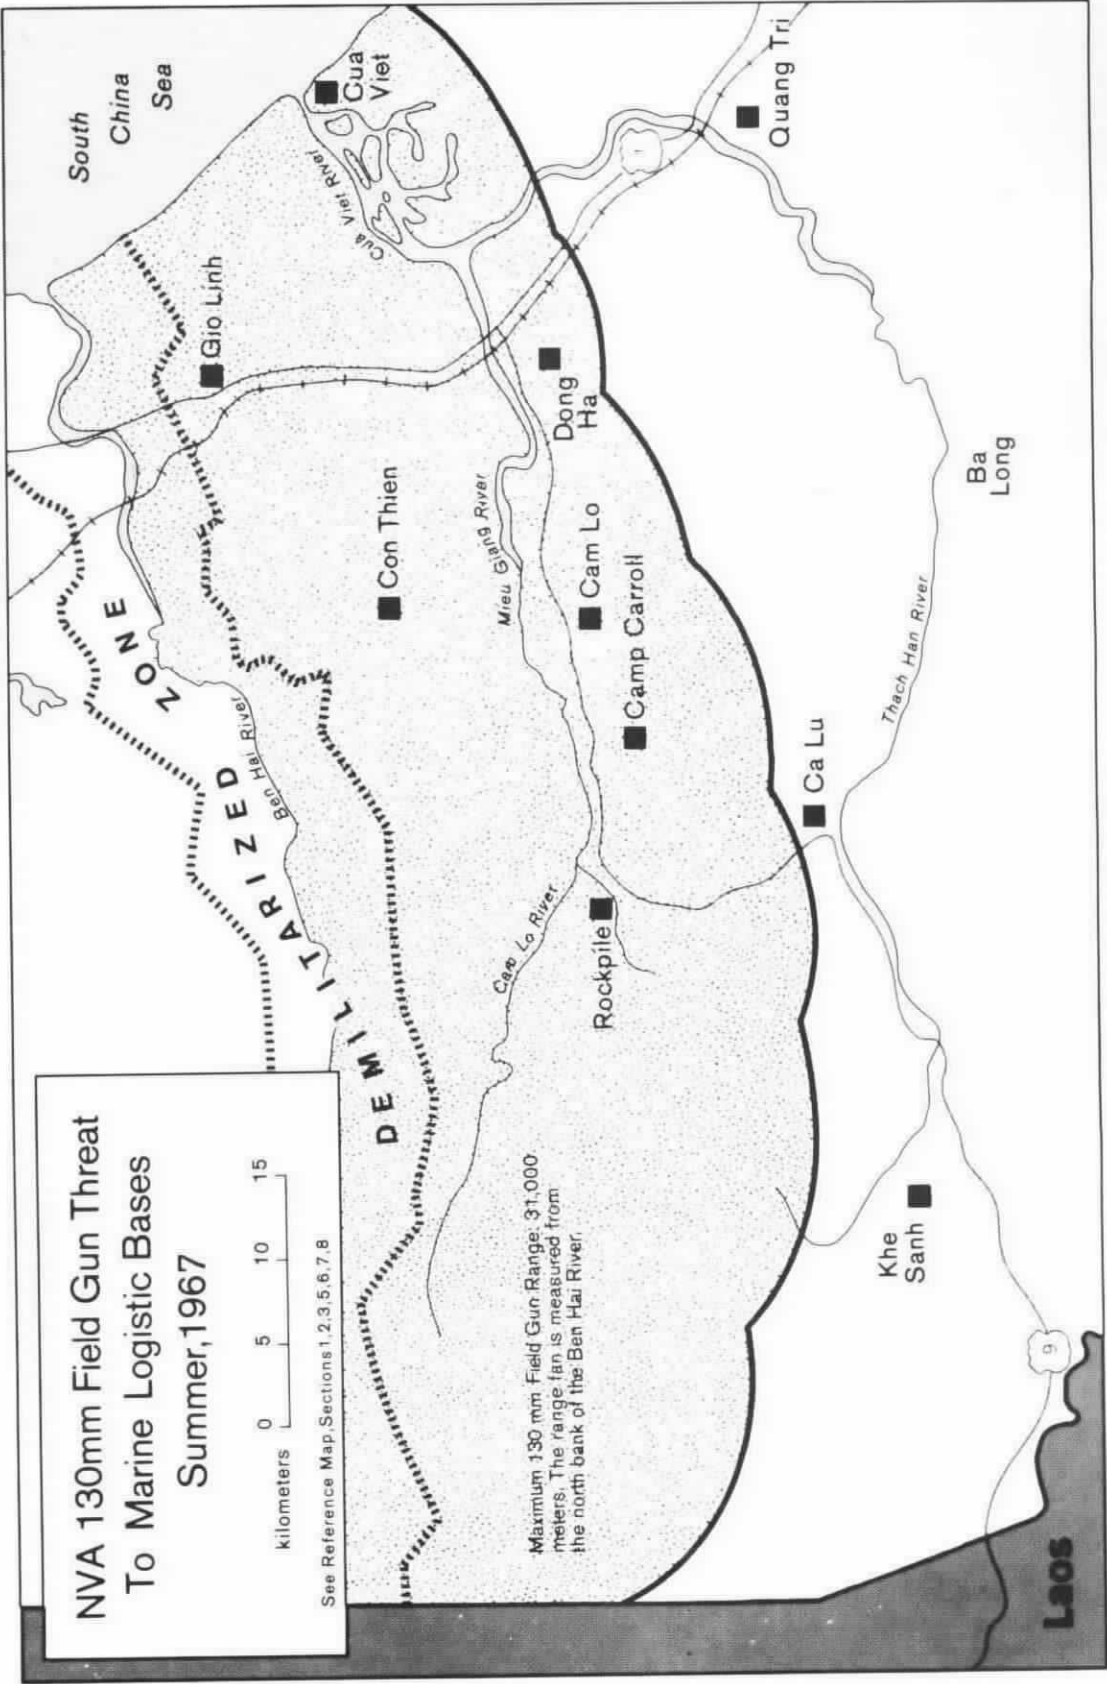 NVA 130mm Field Gun Threat
To Marine Logistic Bases
Summer,1967
kilometers 0 5 10 15
See Reference Map,Sections 1,2,3,5,6,7,8
South
China
Sea
DEMILITARIZED ZONE
Ben Hai River
Gio Linh
Cua
Viet
Cua Viet River
Con Thien
Mieu Giang River
Dong
Ha
Cam Lo
Camp Carroll
Cam Lo River
Rockpile
Maximum 130 mm Field Gun Range: 31,000
meters. The range fan is measured from
the north bank of the Ben Hai River.
1
Quang Tri
Ca Lu
Thach Han River
Ba
Long
Khe
Sanh
9
Laos